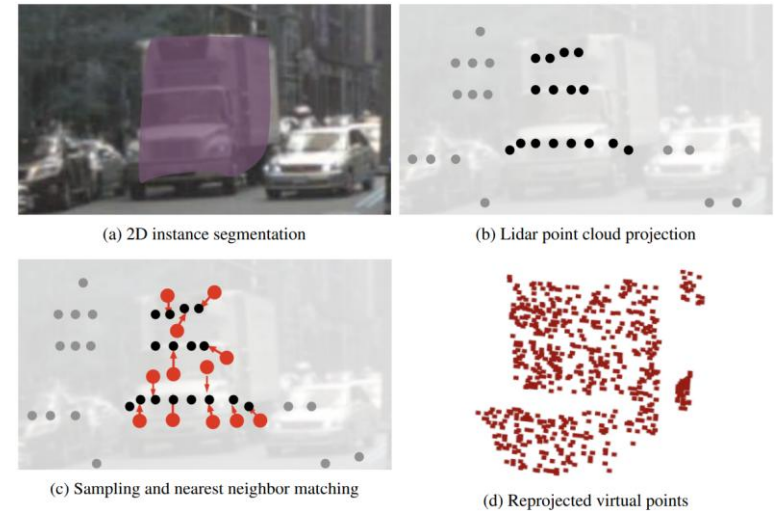 (a) 2D instance segmentation
(b) Lidar point cloud projection
(c) Sampling and nearest neighbor matching
(d) Reprojected virtual points